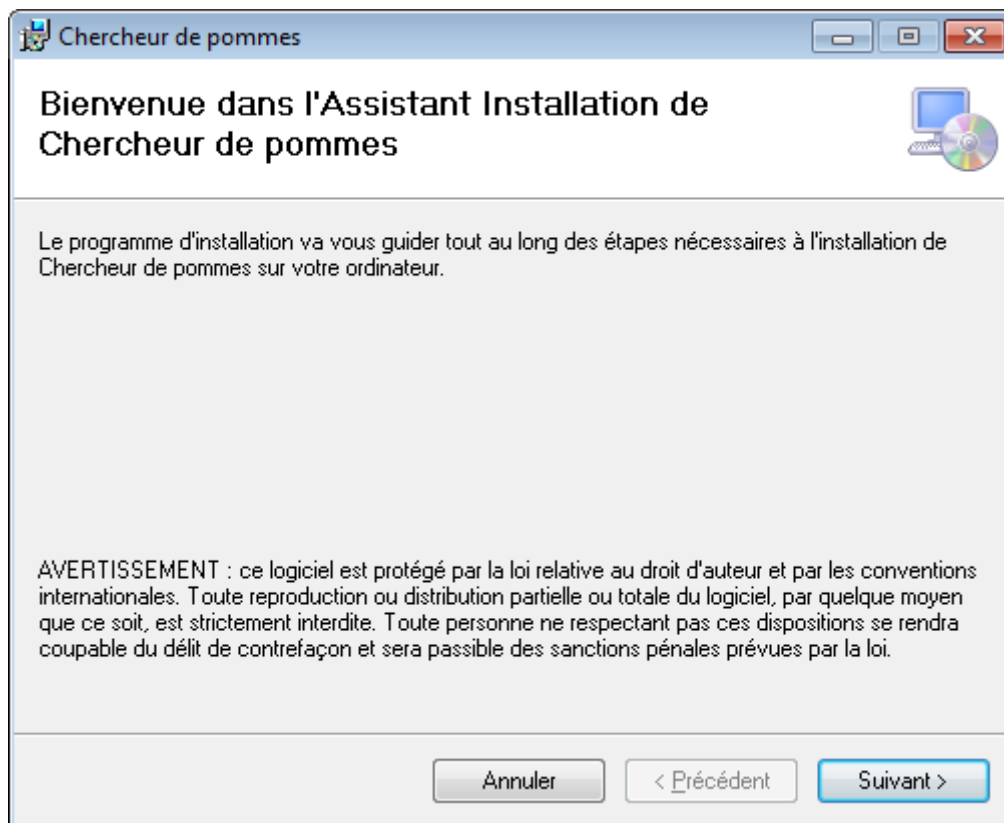 Chercheur de pommes
Bienvenue dans l'Assistant Installation de
Chercheur de pommes
Le programme d'installation va vous guider tout au long des étapes nécessaires à l'installation de
Chercheur de pommes sur votre ordinateur.
AVERTISSEMENT : ce logiciel est protégé par la loi relative au droit d'auteur et par les conventions
internationales. Toute reproduction ou distribution partielle ou totale du logiciel, par quelque moyen
que ce soit, est strictement interdite. Toute personne ne respectant pas ces dispositions se rendra
coupable du délit de contrefaçon et sera passible des sanctions pénales prévues par la loi.
Annuler < Précédent Suivant >